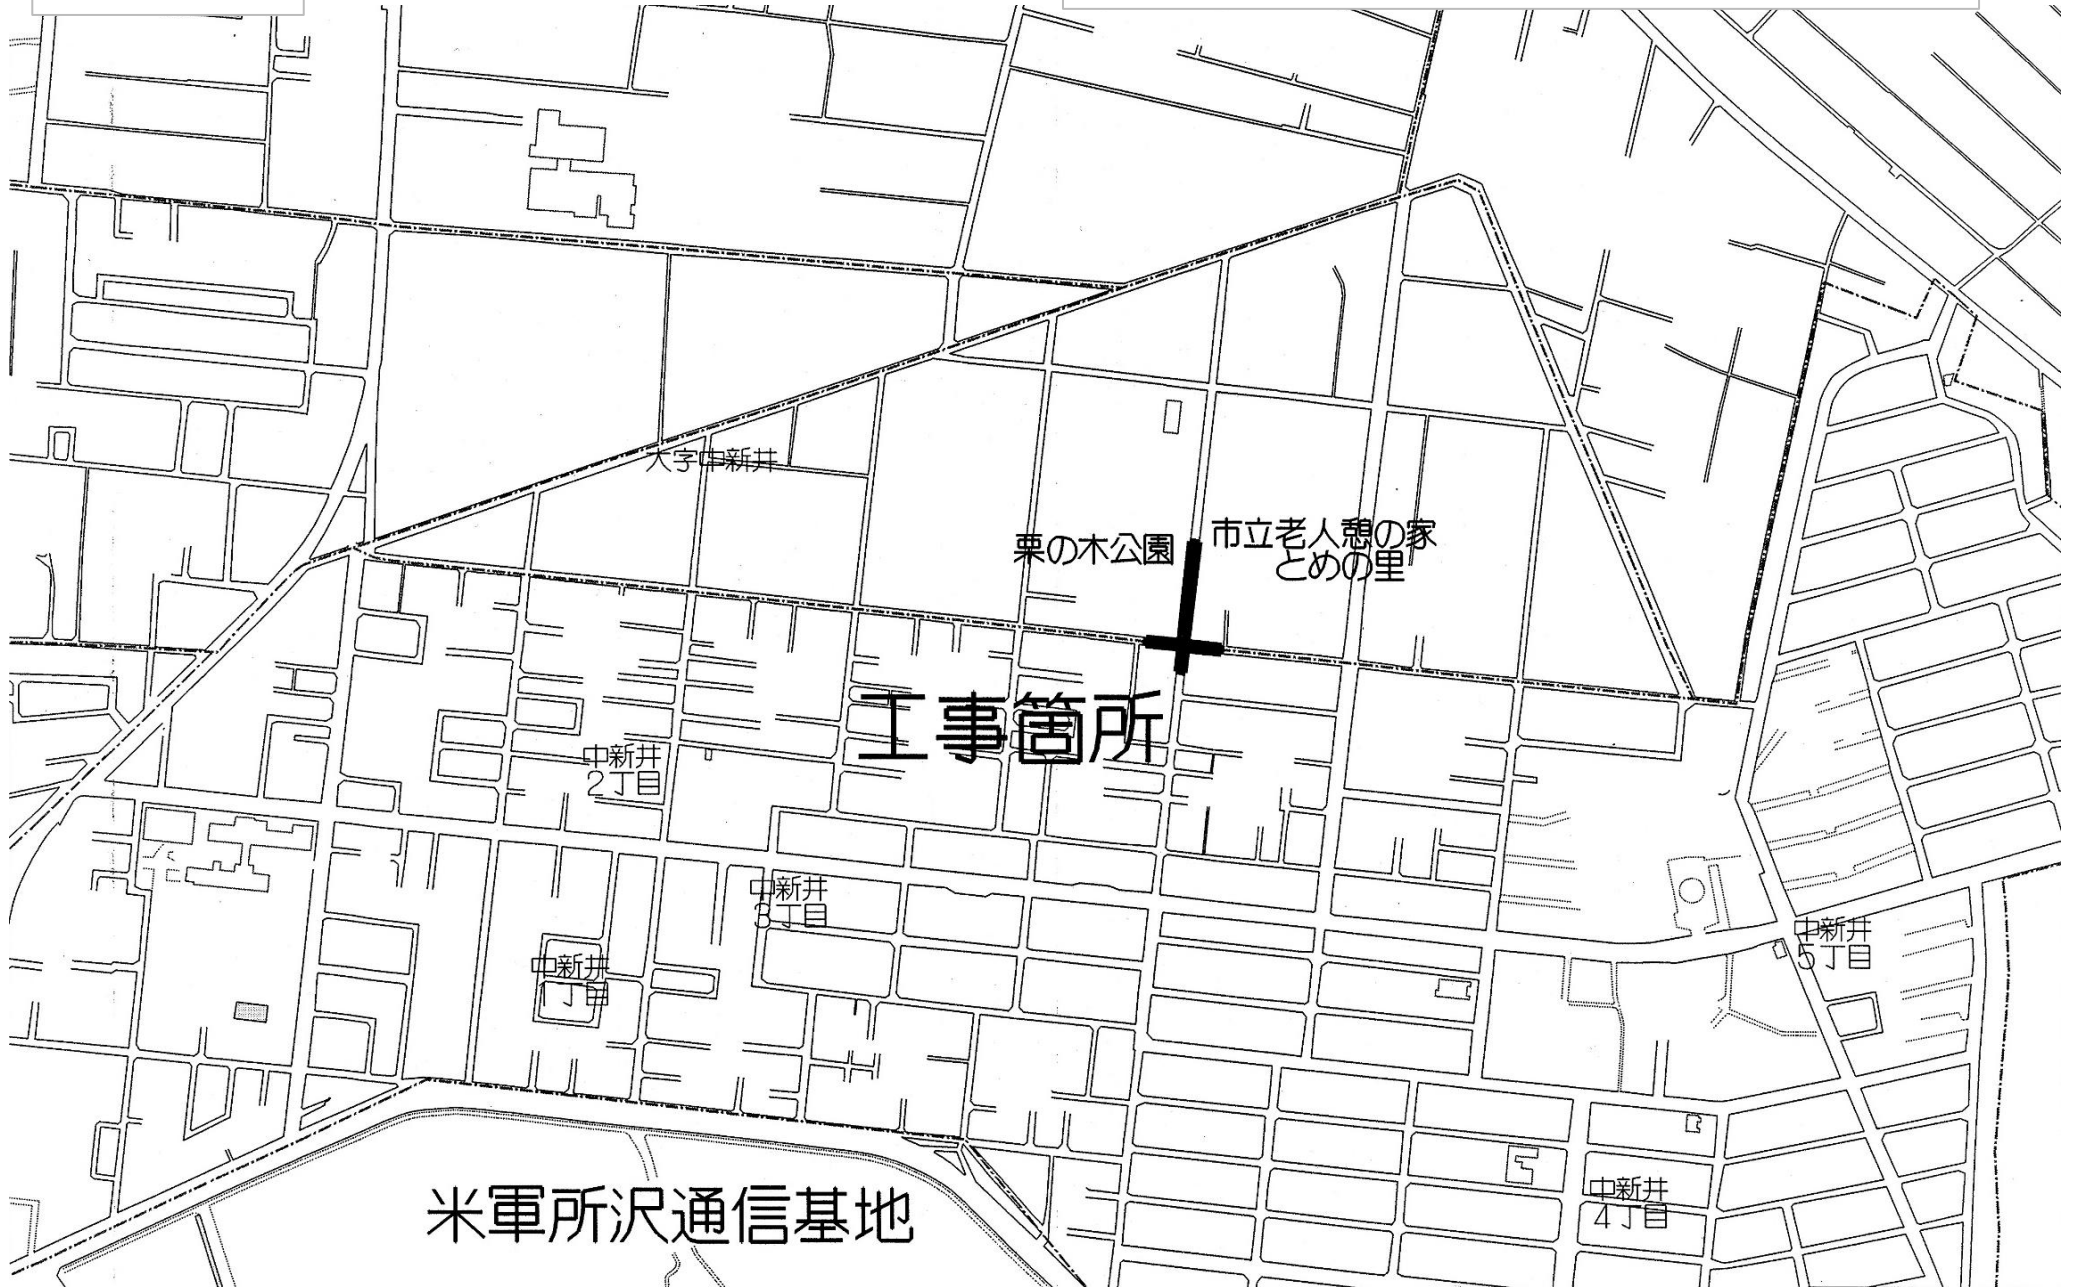 大字中新井
栗の木公園
市立老人憩の家
とめの里
工事箇所
中新井
2丁目
中新井
3丁目
中新井
1丁目
中新井
5丁目
中新井
4丁目
米軍所沢通信基地